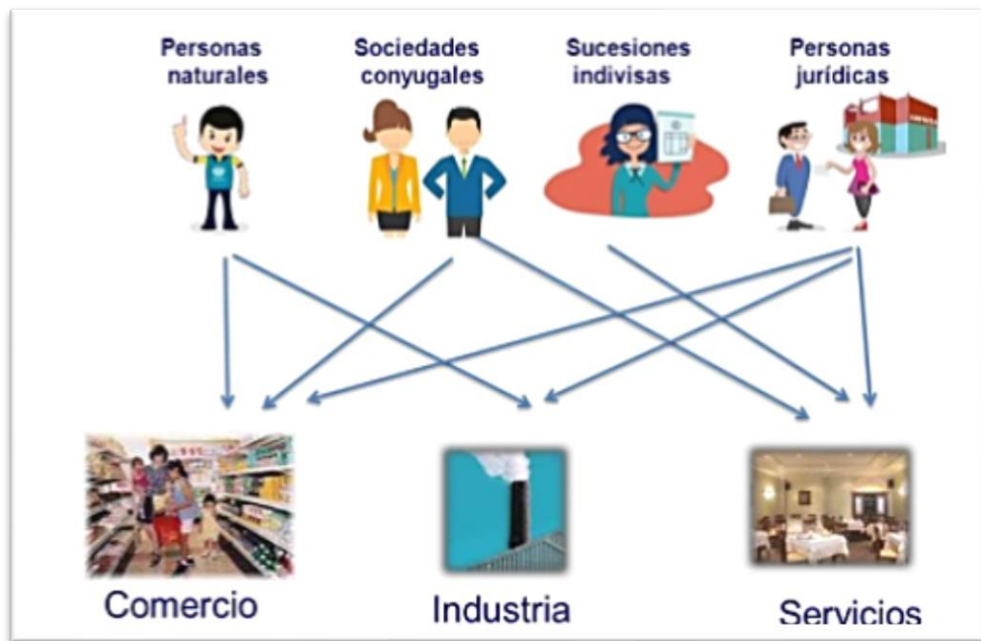 Personas
naturales
Sociedades
conyugales
Sucesiones
indivisas
Personas
jurídicas
Comercio
Industria
Servicios